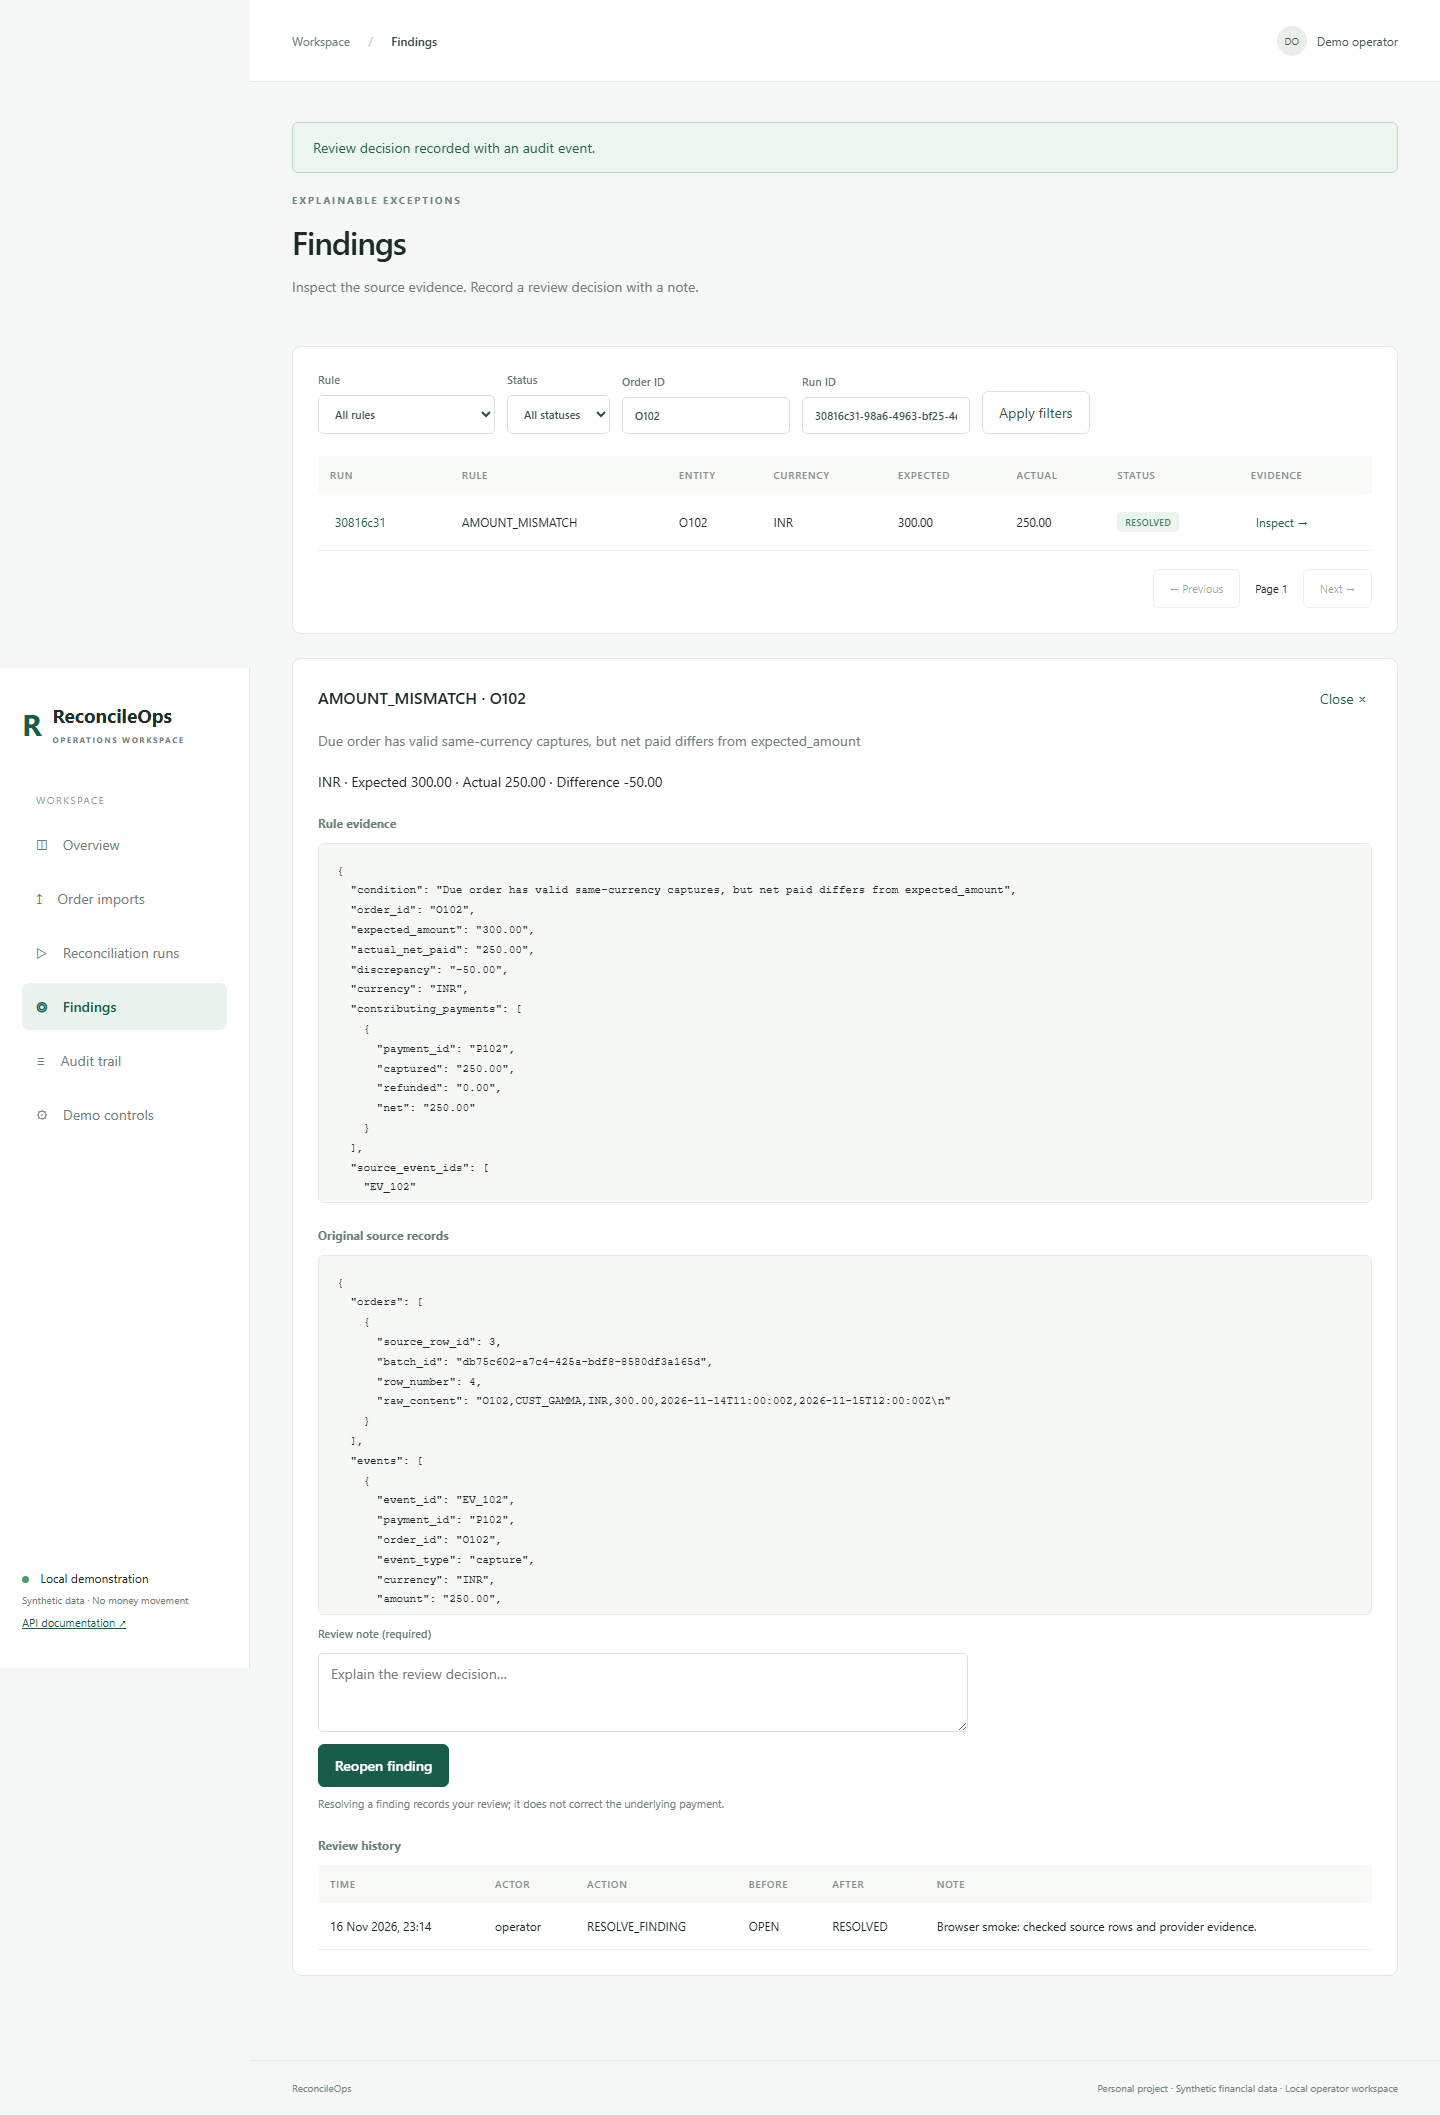 Workspace / Findings
DO Demo operator
Review decision recorded with an audit event.
EXPLAINABLE EXCEPTIONS
Findings
Inspect the source evidence. Record a review decision with a note.
Rule Status Order ID Run ID
All rules All statuses O102 30816c31-98a6-4963-bf25-4 Apply filters
RUN RULE ENTITY CURRENCY EXPECTED ACTUAL STATUS EVIDENCE
30816c31 AMOUNT_MISMATCH O102 INR 300.00 250.00 RESOLVED Inspect →
← Previous Page 1 Next →
R ReconcileOps
OPERATIONS WORKSPACE
WORKSPACE
Overview
Order imports
Reconciliation runs
Findings
Audit trail
Demo controls
Local demonstration
Synthetic data · No money movement
API documentation ↗
AMOUNT_MISMATCH · O102 Close ×
Due order has valid same-currency captures, but net paid differs from expected_amount
INR · Expected 300.00 · Actual 250.00 · Difference -50.00
Rule evidence
{
"condition": "Due order has valid same-currency captures, but net paid differs from expected_amount",
"order_id": "O102",
"expected_amount": "300.00",
"actual_net_paid": "250.00",
"discrepancy": "-50.00",
"currency": "INR",
"contributing_payments": [
{
"payment_id": "P102",
"captured": "250.00",
"refunded": "0.00",
"net": "250.00"
}
],
"source_event_ids": [
"EV_102"
Original source records
{
"orders": [
{
"source_row_id": 3,
"batch_id": "db75c602-a7c4-425a-bdf8-8580df3a165d",
"row_number": 4,
"raw_content": "O102,CUST_GAMMA,INR,300.00,2026-11-14T11:00:00Z,2026-11-15T12:00:00Z\n"
}
],
"events": [
{
"event_id": "EV_102",
"payment_id": "P102",
"order_id": "O102",
"event_type": "capture",
"currency": "INR",
"amount": "250.00",
Review note (required)
Explain the review decision...
Reopen finding
Resolving a finding records your review; it does not correct the underlying payment.
Review history
TIME ACTOR ACTION BEFORE AFTER NOTE
16 Nov 2026, 23:14 operator RESOLVE_FINDING OPEN RESOLVED Browser smoke: checked source rows and provider evidence.
ReconcileOps
Personal project · Synthetic financial data · Local operator workspace